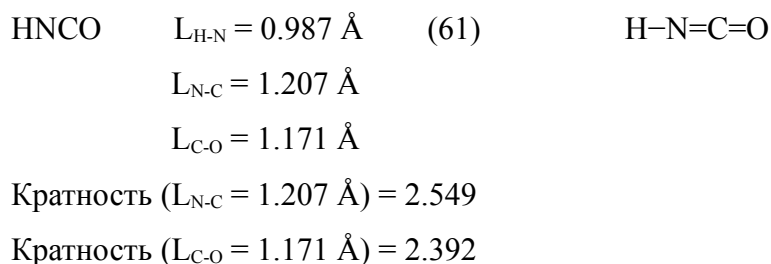 HNCO L_H-N = 0.987 Å (61) H−N=C=O
L_N-C = 1.207 Å
L_C-O = 1.171 Å
Кратность (L_N-C = 1.207 Å) = 2.549
Кратность (L_C-O = 1.171 Å) = 2.392